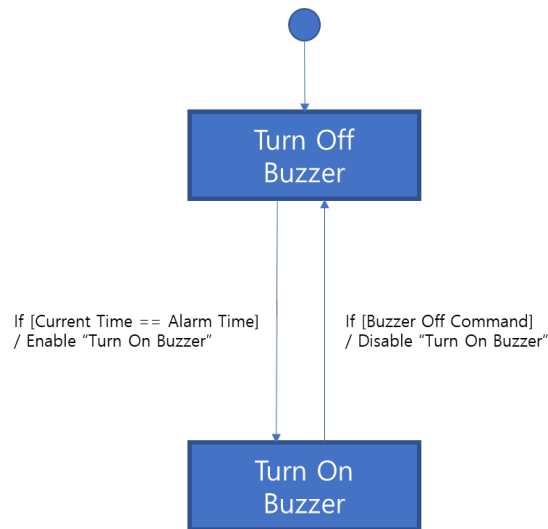 Turn Off
Buzzer
If [Current Time == Alarm Time]
/ Enable “Turn On Buzzer”
If [Buzzer Off Command]
/ Disable “Turn On Buzzer”
Turn On
Buzzer